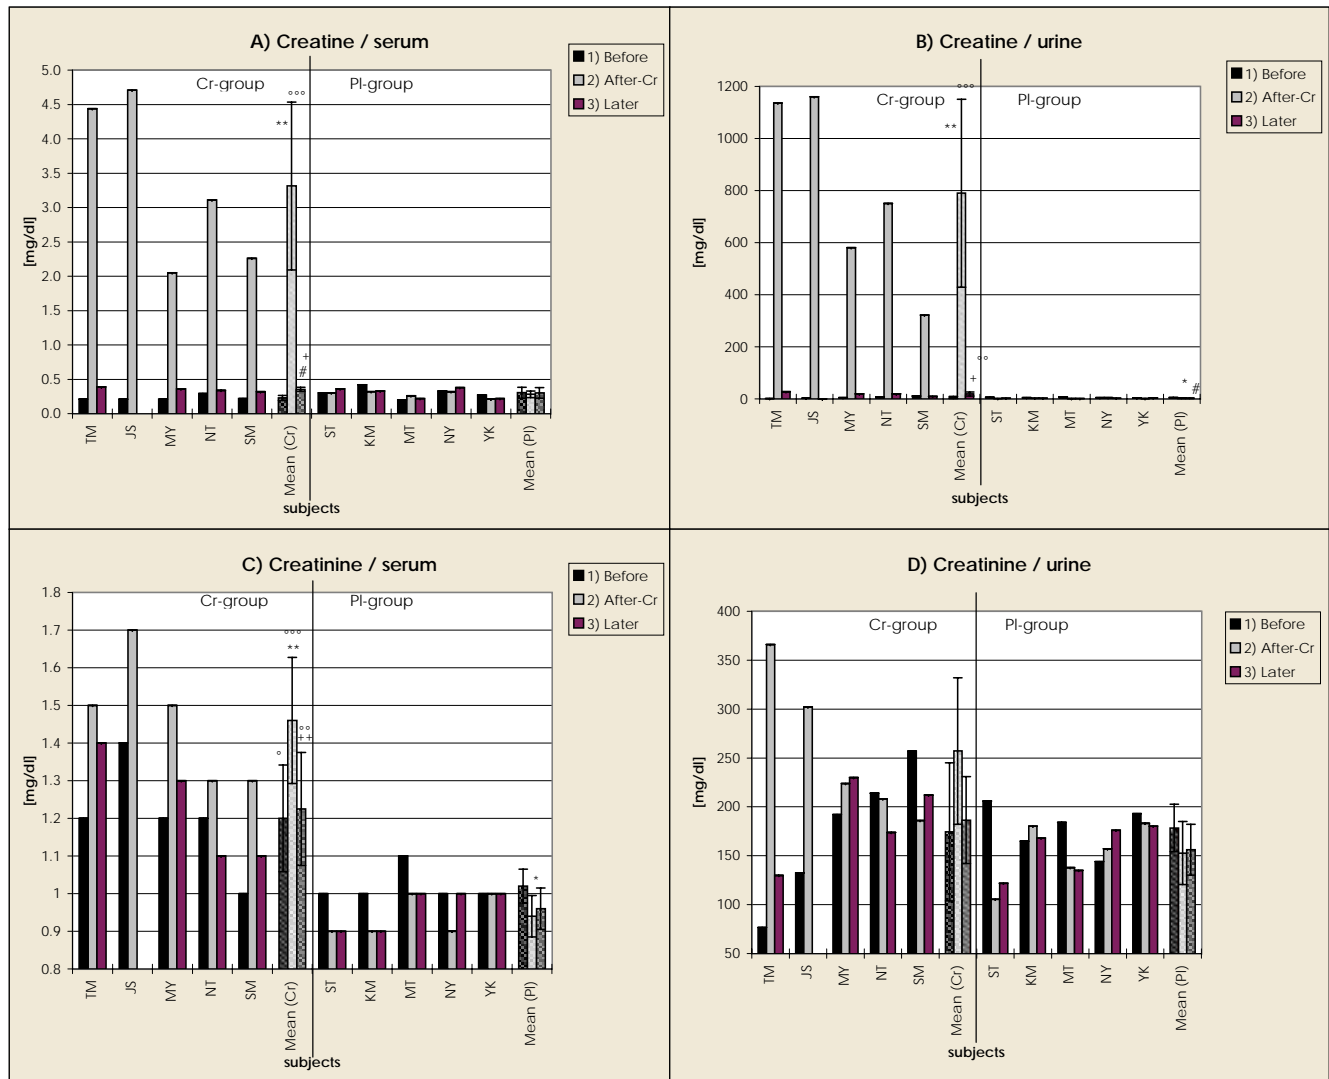 A) Creatine / serum
1) Before
2) After-Cr
3) Later
Cr-group
Pl-group
[mg/dl]
5.0
4.5
4.0
3.5
3.0
2.5
2.0
1.5
1.0
0.5
0.0
°°°
**
+
#
TM
JS
MY
NT
SM
Mean (Cr)
ST
KM
MT
NY
YK
Mean (Pl)
subjects
B) Creatine / urine
1) Before
2) After-Cr
3) Later
Cr-group
Pl-group
[mg/dl]
1200
1000
800
600
400
200
0
°°°
**
°°
+
*
#
TM
JS
MY
NT
SM
Mean (Cr)
ST
KM
MT
NY
YK
Mean (Pl)
subjects
C) Creatinine / serum
1) Before
2) After-Cr
3) Later
Cr-group
Pl-group
[mg/dl]
1.8
1.7
1.6
1.5
1.4
1.3
1.2
1.1
1
0.9
0.8
°°°
**
°
°°
++
*
TM
JS
MY
NT
SM
Mean (Cr)
ST
KM
MT
NY
YK
Mean (Pl)
subjects
D) Creatinine / urine
1) Before
2) After-Cr
3) Later
Cr-group
Pl-group
[mg/dl]
400
350
300
250
200
150
100
50
TM
JS
MY
NT
SM
Mean (Cr)
ST
KM
MT
NY
YK
Mean (Pl)
subjects